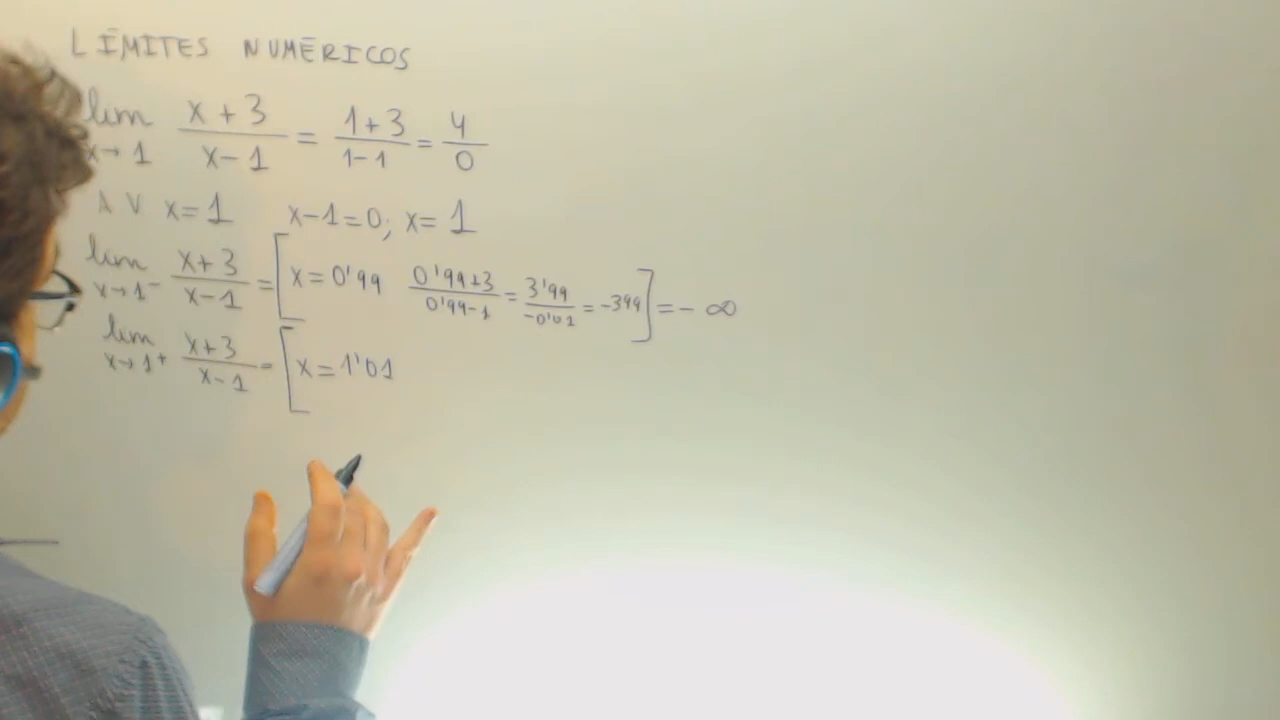 LÍMITES NUMÉRICOS
lim x→1 x+3/x-1 = 1+3/1-1 = 4/0
A V x=1 x-1=0; x=1
lim x→1⁻ x+3/x-1 = [x=0'99 0'99+3/0'99-1 = 3'99/-0'01 = -399] = -∞
lim x→1⁺ x+3/x-1 = [x=1'01